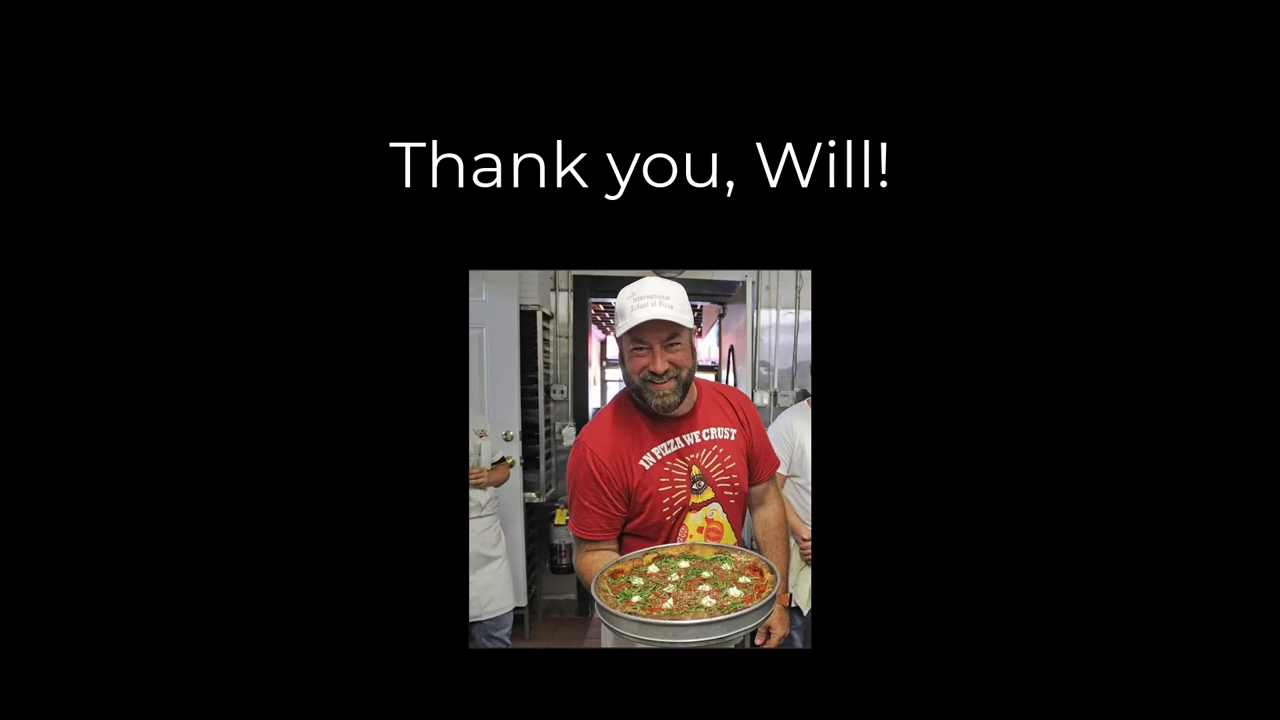 Thank you, Will!
International
School of Pizza
IN PIZZA WE CRUST